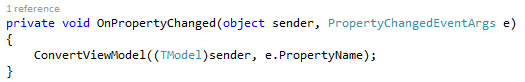 1 reference
private void OnPropertyChanged(object sender, PropertyChangedEventArgs e)
{
    ConvertViewModel((TModel)sender, e.PropertyName);
}